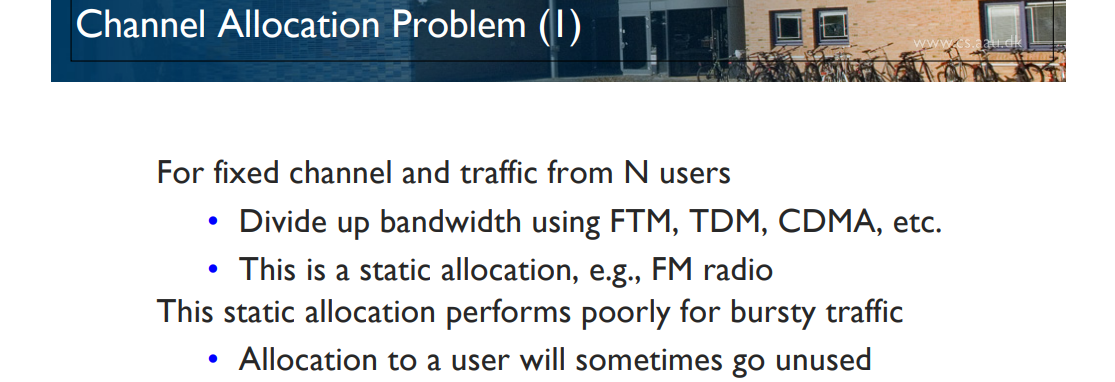 Channel Allocation Problem (1)
www.cs.aau.dk
For fixed channel and traffic from N users
• Divide up bandwidth using FTM, TDM, CDMA, etc.
• This is a static allocation, e.g., FM radio
This static allocation performs poorly for bursty traffic
• Allocation to a user will sometimes go unused